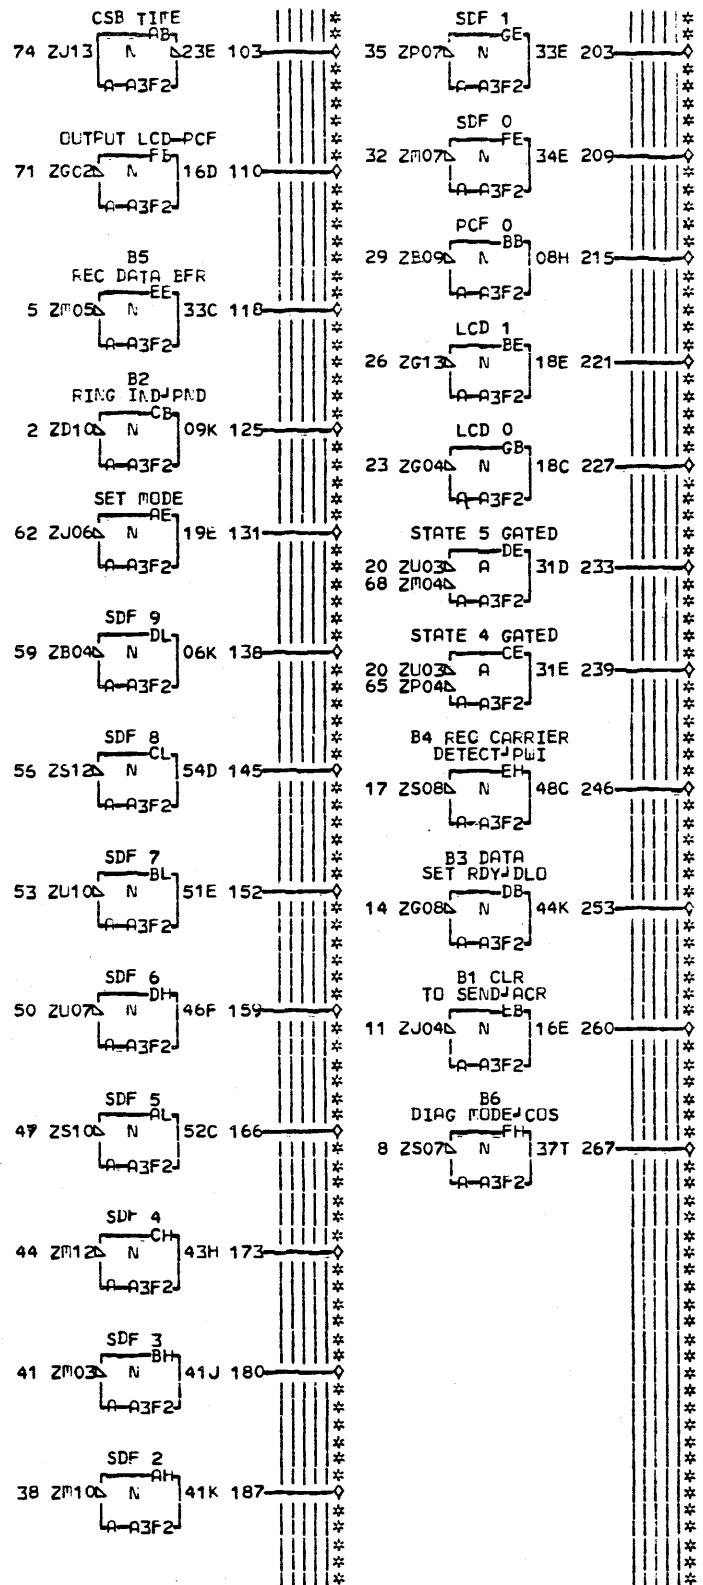 CSB TIME
AB
74 ZJ13 N 23E 103
A-A3F2
OUTPUT LCD-PCF
71 ZGC2 N 16D 110
A-A3F2
B5
REC DATA BFR
EE
5 ZM05 N 33C 118
A-A3F2
B2
RING IND PND
CB
2 ZD10 N 09K 125
A-A3F2
SET MODE
AE
62 ZJ06 N 19E 131
A-A3F2
SDF 9
DL
59 ZB04 N 06K 138
A-A3F2
SDF 8
CL
56 ZS12 N 54D 145
A-A3F2
SDF 7
BL
53 ZU10 N 51E 152
A-A3F2
SDF 6
DH
50 ZU07 N 46F 159
A-A3F2
SDF 5
AL
47 ZS10 N 52C 166
A-A3F2
SDF 4
CH
44 ZM12 N 43H 173
A-A3F2
SDF 3
BH
41 ZM03 N 41J 180
A-A3F2
SDF 2
AH
38 ZM10 N 41K 187
A-A3F2
SDF 1
GE
35 ZP07 N 33E 203
A-A3F2
SDF 0
FE
32 ZM07 N 34E 209
A-A3F2
PCF 0
BB
29 ZE09 N 08H 215
A-A3F2
LCD 1
BE
26 ZG13 N 18E 221
A-A3F2
LCD 0
GB
23 ZG04 N 18C 227
A-A3F2
STATE 5 GATED
DE
20 ZU03 A 31D 233
68 ZM04
A-A3F2
STATE 4 GATED
CE
20 ZU03 A 31E 239
65 ZP04
A-A3F2
B4 REC CARRIER
DETECT PWI
EH
17 ZS08 N 48C 246
A-A3F2
B3 DATA
SET RDY DLO
DB
14 ZG08 N 44K 253
A-A3F2
B1 CLR
TO SEND ACR
EB
11 ZJ04 N 16E 260
A-A3F2
B6
DIAG MODE COS
FH
8 ZS07 N 37T 267
A-A3F2